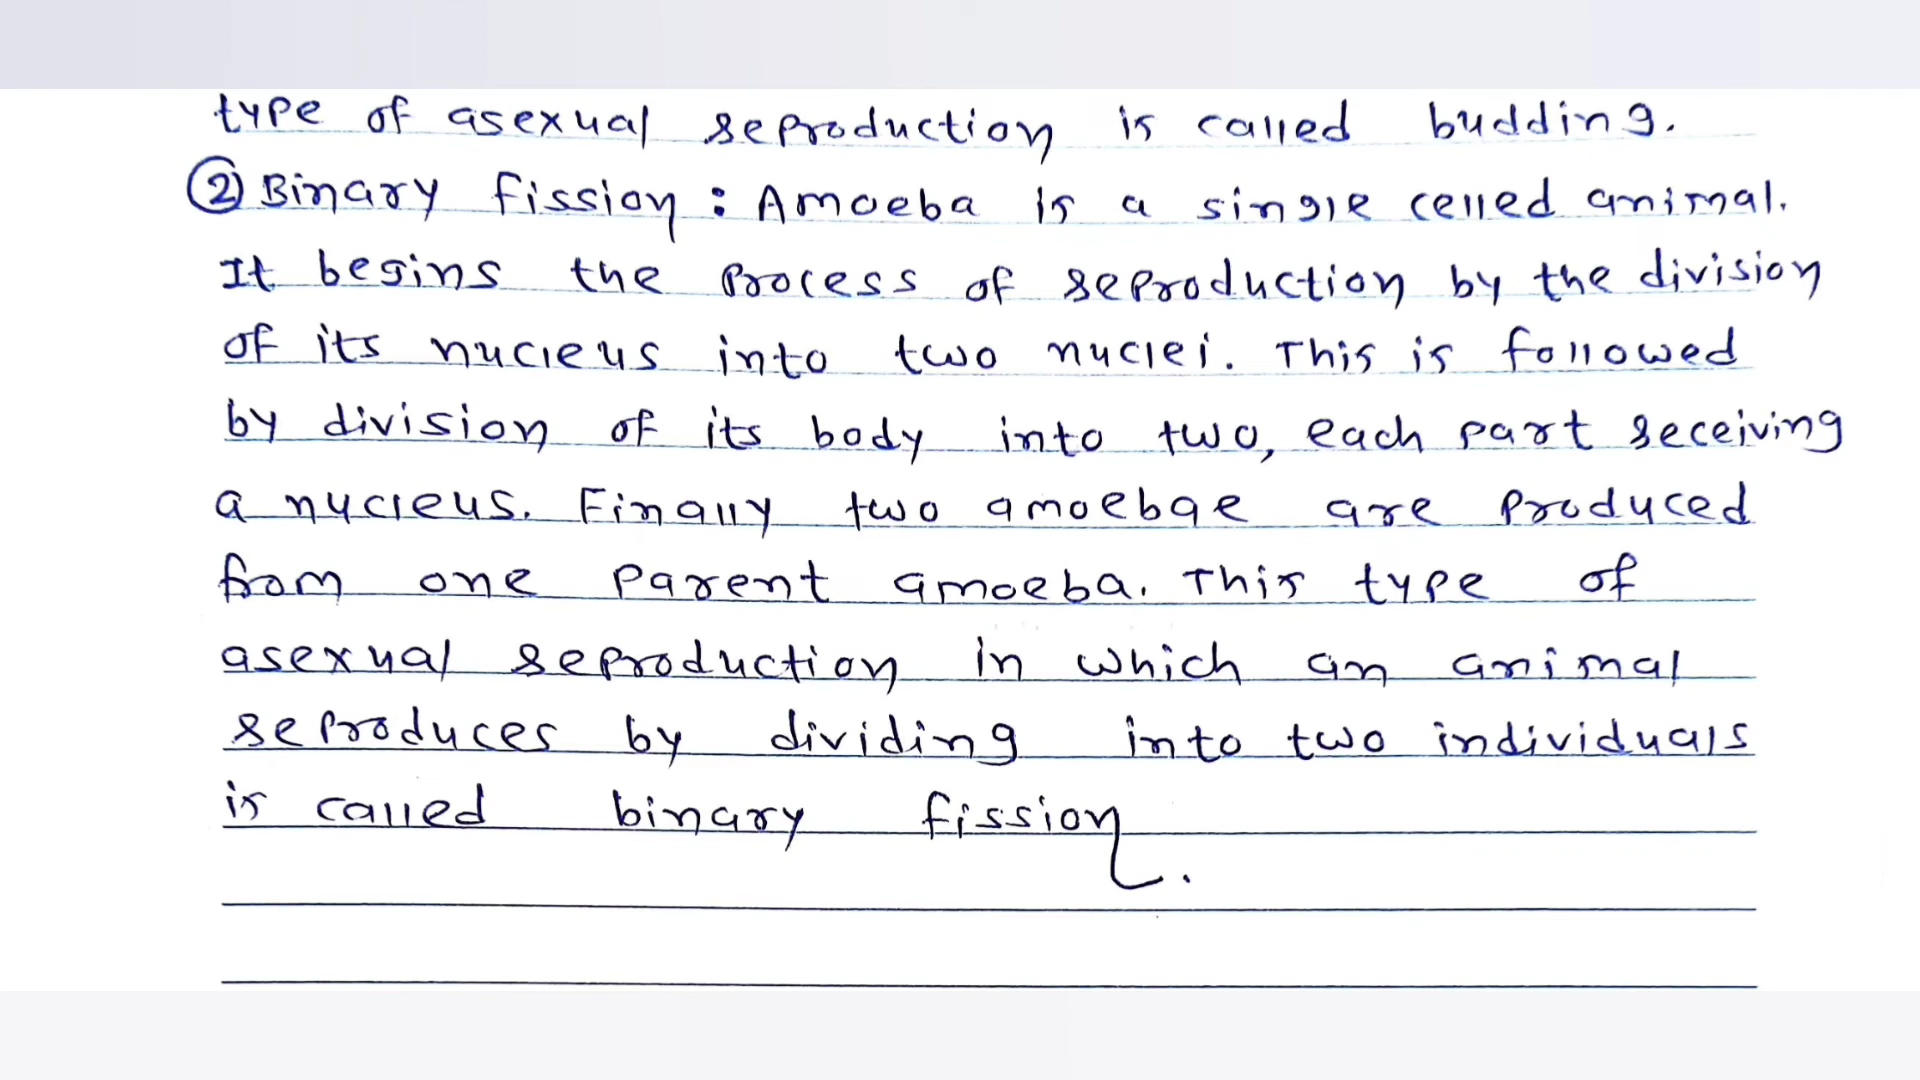 type of asexual reproduction is called budding.
② Binary fission : Amoeba is a single celled animal.
It begins the process of reproduction by the division
of its nucleus into two nuclei. This is followed
by division of its body into two, each part receiving
a nucleus. Finally two amoebae are produced
from one parent amoeba. This type of
asexual reproduction in which an animal
reproduces by dividing into two individuals
is called binary fission.